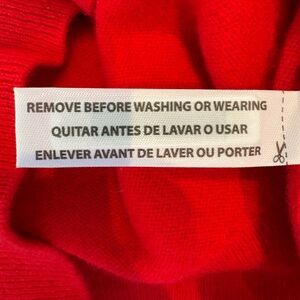 REMOVE BEFORE WASHING OR WEARING
QUITAR ANTES DE LAVAR O USAR
ENLEVER AVANT DE LAVER OU PORTER